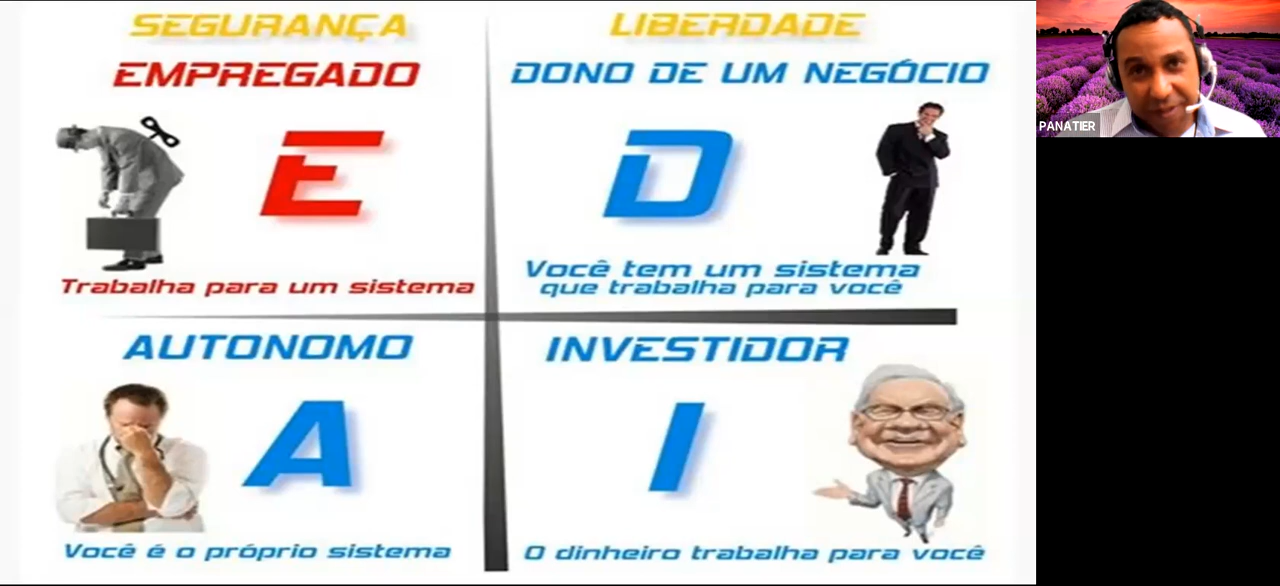 SEGURANÇA
LIBERDADE
EMPREGADO
DONO DE UM NEGÓCIO
E
D
Trabalha para um sistema
Você tem um sistema
que trabalha para você
AUTONOMO
INVESTIDOR
A
I
Você é o próprio sistema
O dinheiro trabalha para você
PANATIER